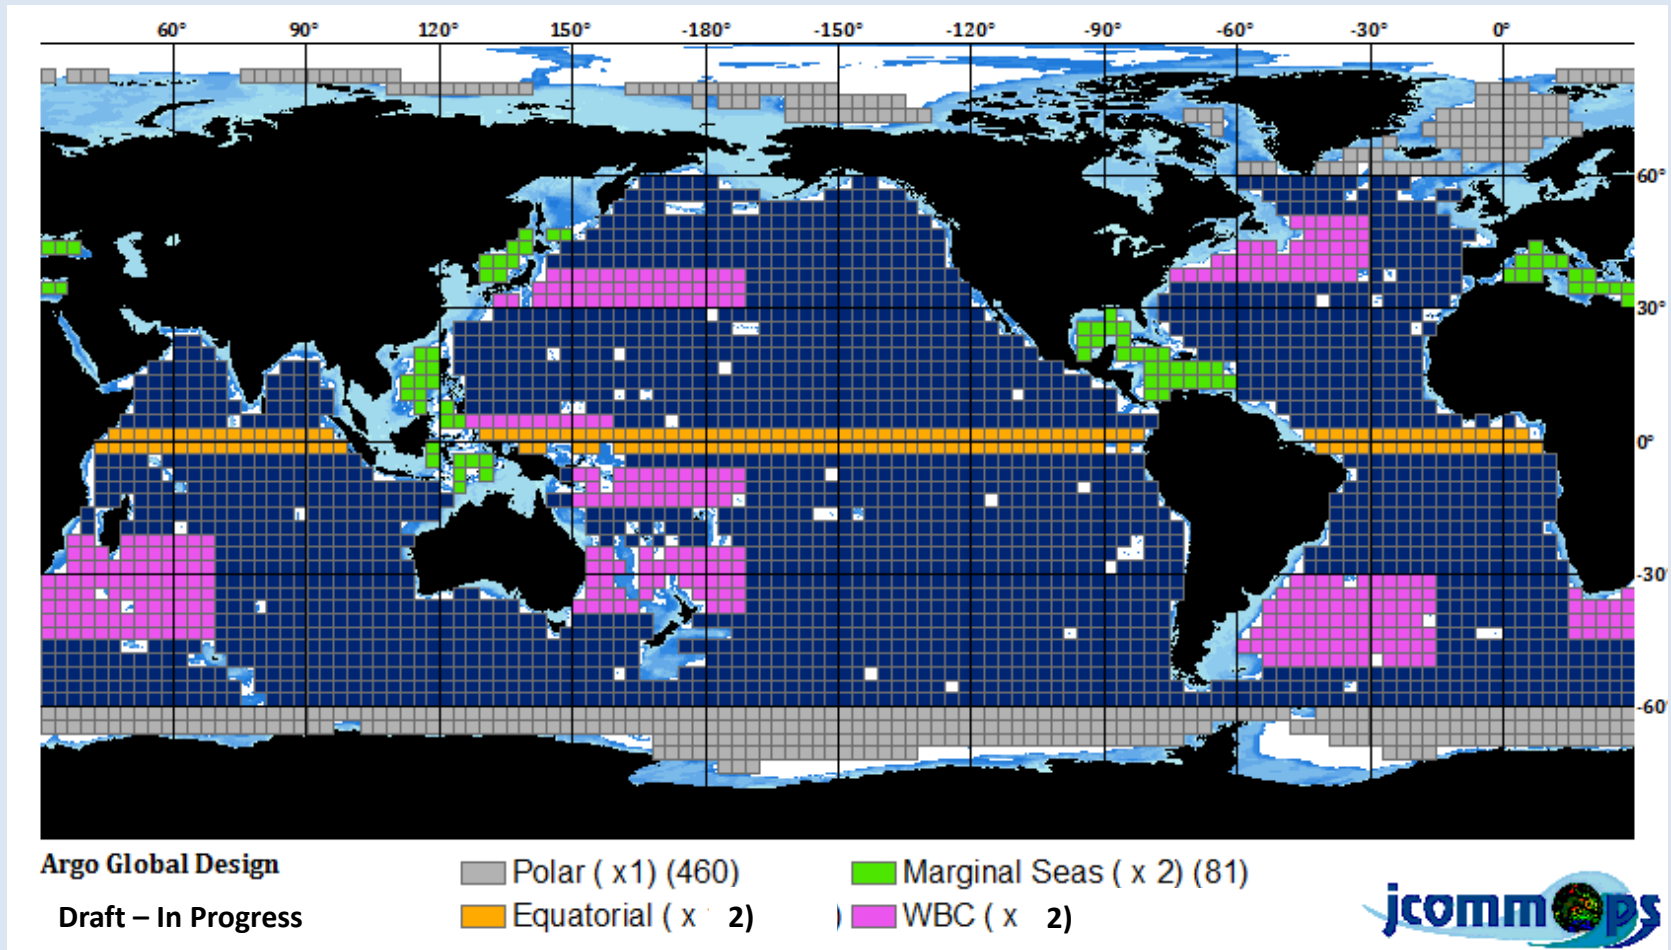 60° 90° 120° 150° -180° -150° -120° -90° -60° -30° 0°
60°
30°
0°
-30°
-60°
Argo Global Design
Polar ( x1) (460)
Marginal Seas ( x 2) (81)
Draft – In Progress
Equatorial ( x 2)
)
WBC ( x 2)
jcommops